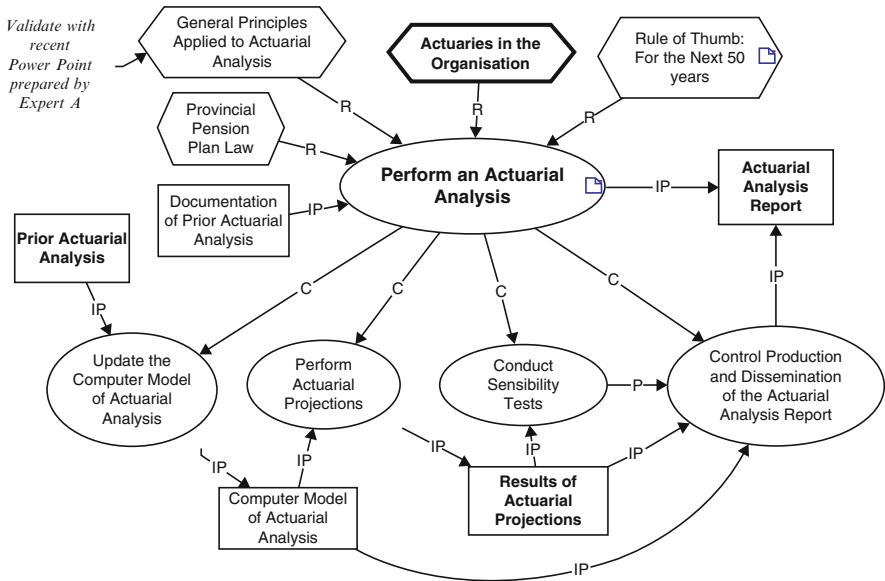 Validate with
recent
Power Point
prepared by
Expert A
General Principles
Applied to Actuarial
Analysis
Actuaries in the
Organisation
Rule of Thumb:
For the Next 50
years
R
R
R
Provincial
Pension
Plan Law
R
Perform an Actuarial
Analysis
IP
Actuarial
Analysis
Report
Documentation
of Prior Actuarial
Analysis
IP
Prior Actuarial
Analysis
IP
C
C
C
C
IP
Update the
Computer Model
of Actuarial
Analysis
Perform
Actuarial
Projections
Conduct
Sensibility
Tests
P
Control Production
and Dissemination
of the Actuarial
Analysis Report
IP
IP
IP
IP
IP
Computer Model
of Actuarial
Analysis
Results of
Actuarial
Projections
IP